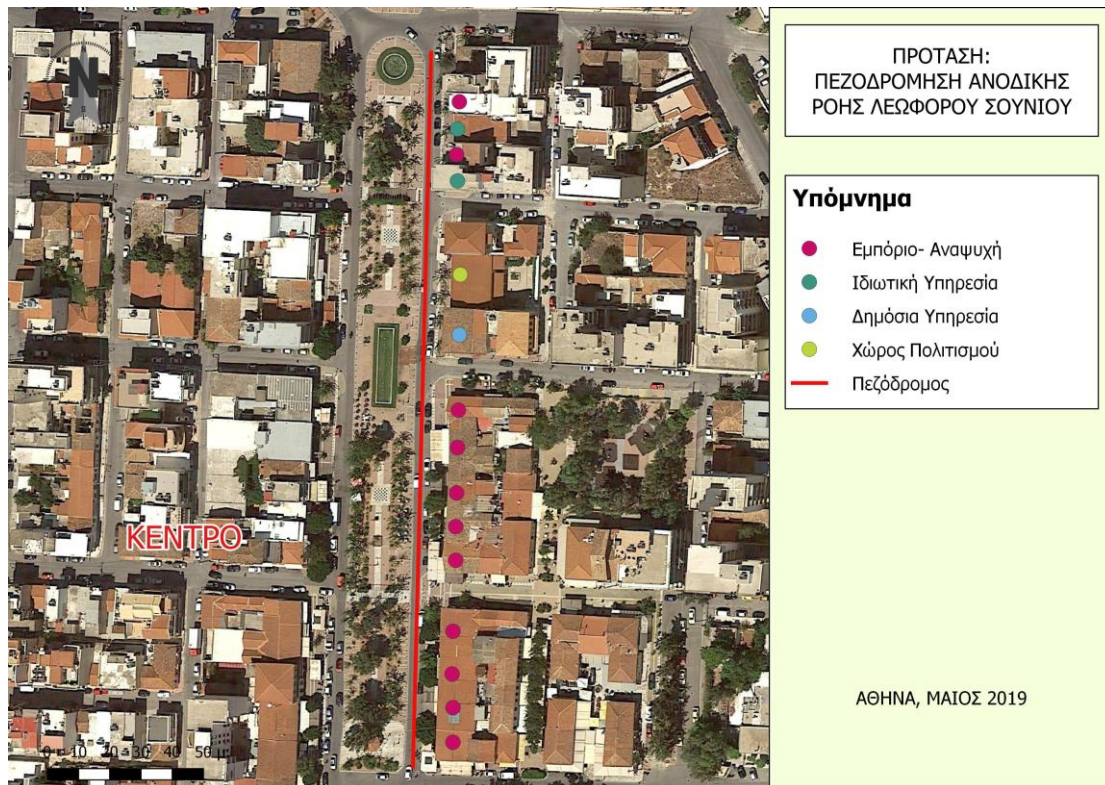 N
ΚΕΝΤΡΟ
0 μ 10 20 30 40 50 μ
ΠΡΟΤΑΣΗ:
ΠΕΖΟΔΡΟΜΗΣΗ ΑΝΟΔΙΚΗΣ
ΡΟΗΣ ΛΕΩΦΟΡΟΥ ΣΟΥΝΙΟΥ
Υπόμνημα
Εμπόριο- Αναψυχή
Ιδιωτική Υπηρεσία
Δημόσια Υπηρεσία
Χώρος Πολιτισμού
Πεζόδρομος
ΑΘΗΝΑ, ΜΑΙΟΣ 2019